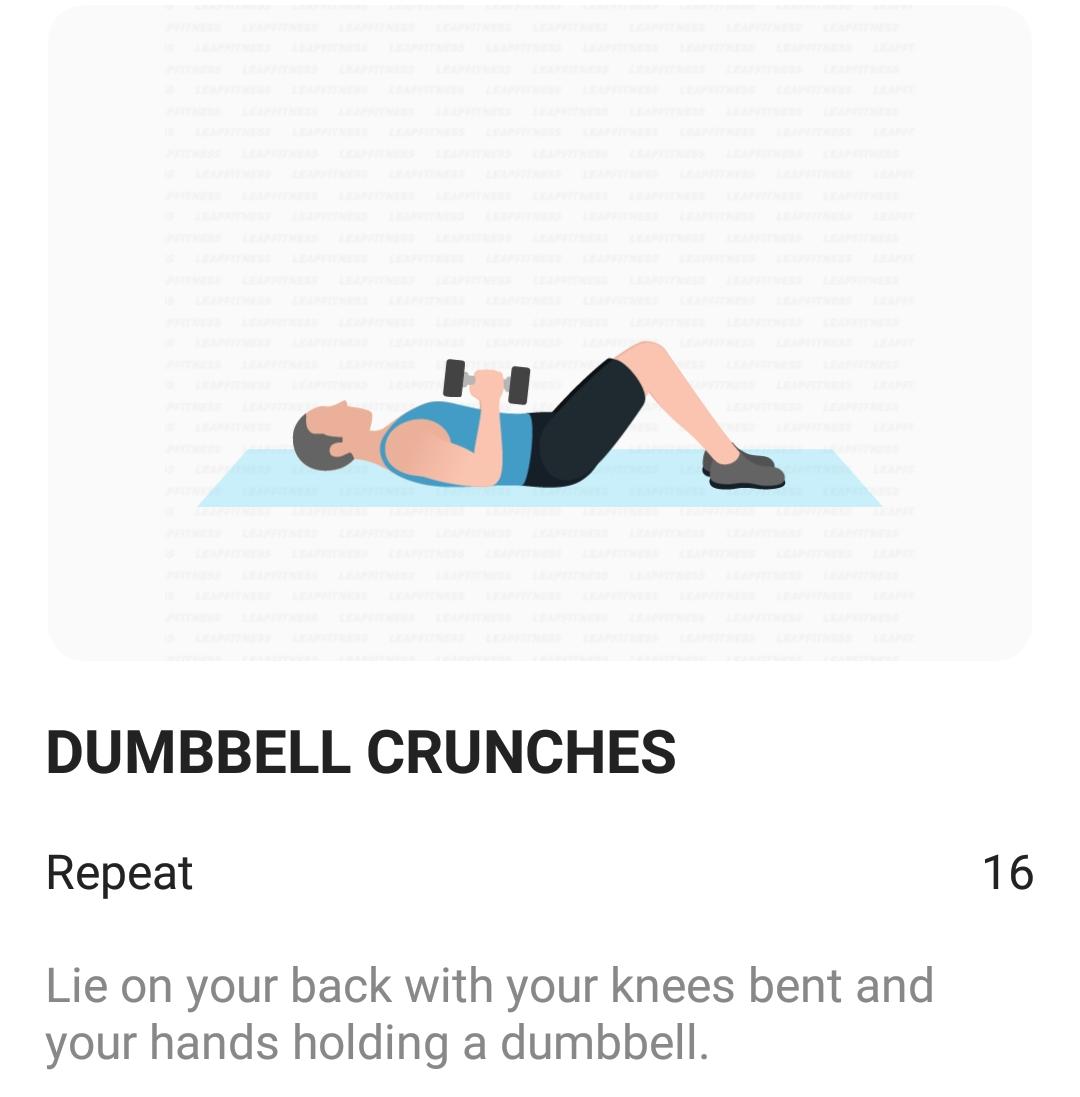 DUMBBELL CRUNCHES
Repeat 16
Lie on your back with your knees bent and
your hands holding a dumbbell.